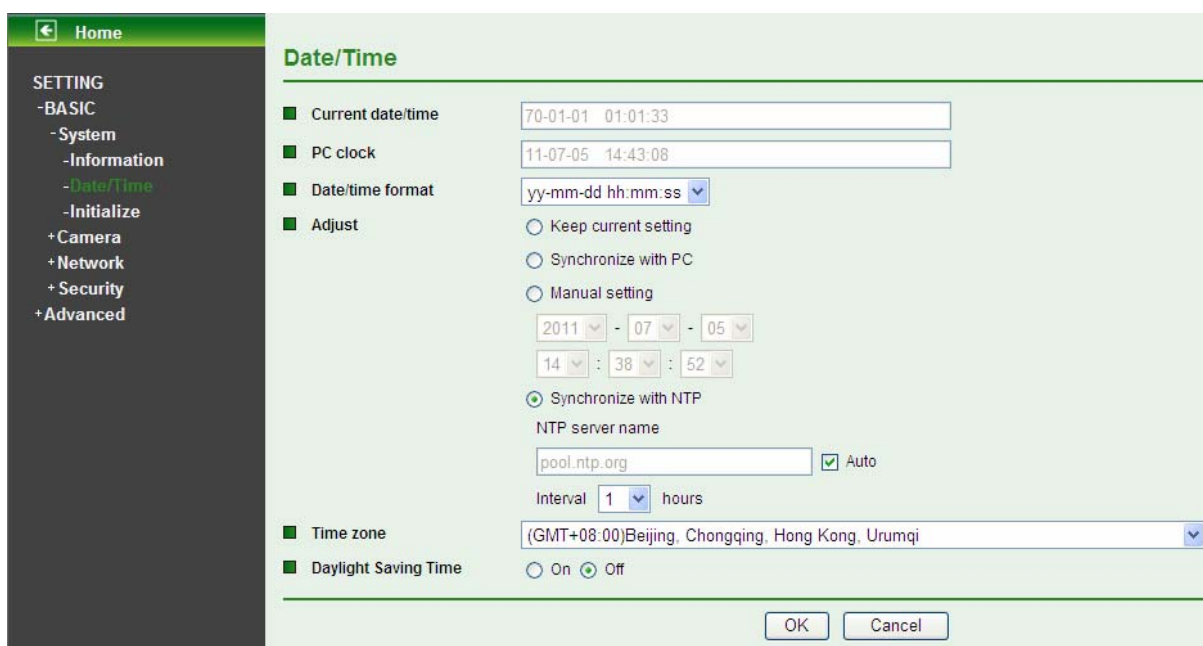 Home
SETTING
-BASIC
-System
-Information
-Date/Time
-Initialize
+Camera
+Network
+Security
+Advanced
Date/Time
Current date/time 70-01-01 01:01:33
PC clock 11-07-05 14:43:08
Date/time format yy-mm-dd hh:mm:ss
Adjust Keep current setting
Synchronize with PC
Manual setting
2011 - 07 - 05
14 : 38 : 52
Synchronize with NTP
NTP server name
pool.ntp.org Auto
Interval 1 hours
Time zone (GMT+08:00)Beijing, Chongqing, Hong Kong, Urumqi
Daylight Saving Time On Off
OK Cancel